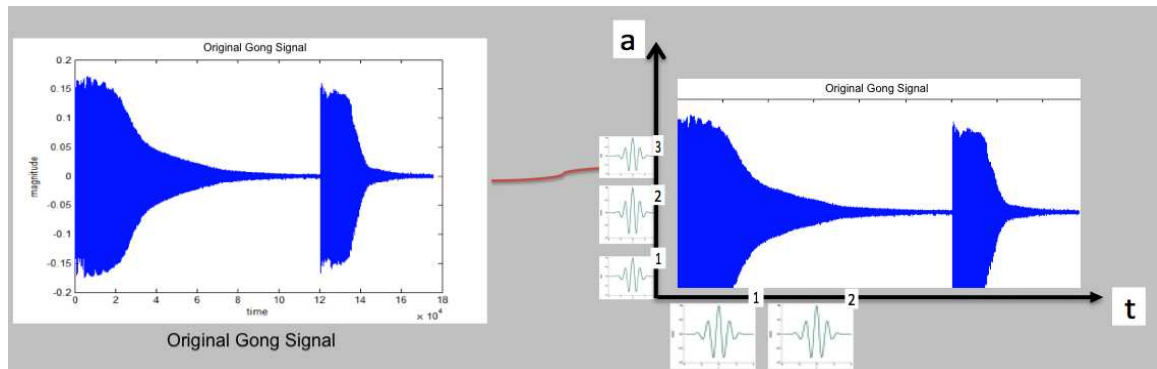 Original Gong Signal
0.2
0.15
0.1
0.05
0
-0.05
-0.1
-0.15
-0.2
magnitude
0 2 4 6 8 10 12 14 16 18
time
× 10⁴
Original Gong Signal
a
Original Gong Signal
3
2
1
1 2
t